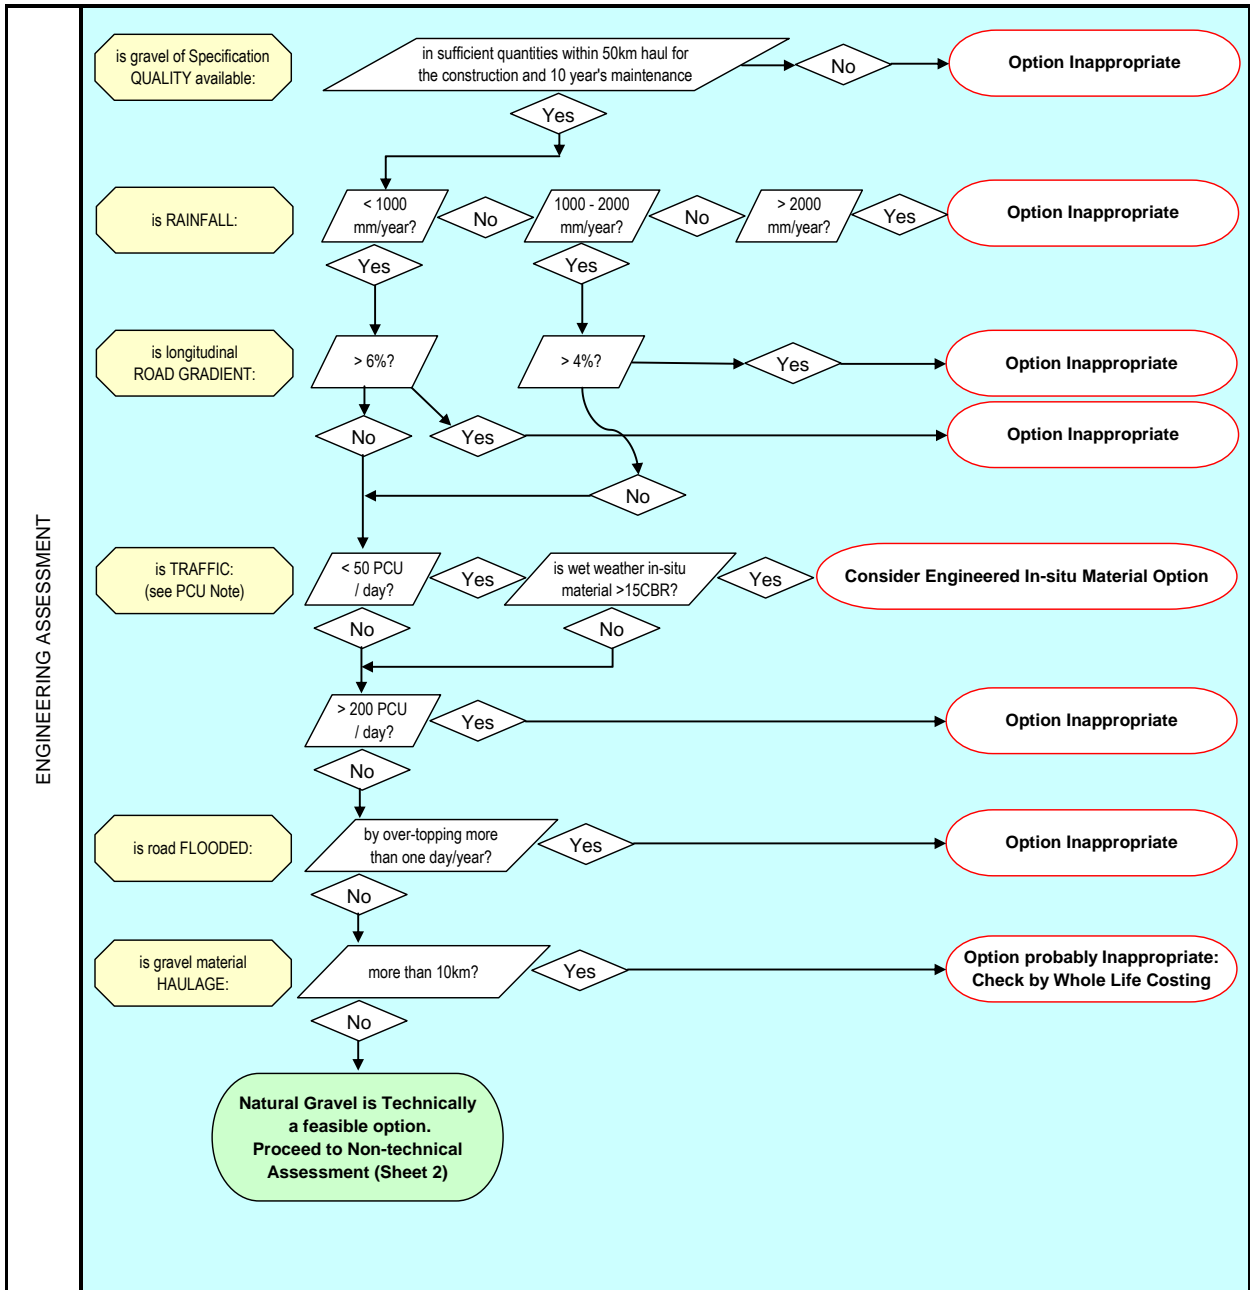 ENGINEERING ASSESSMENT
is gravel of Specification
QUALITY available:
in sufficient quantities within 50km haul for
the construction and 10 year's maintenance
No
Option Inappropriate
Yes
is RAINFALL:
< 1000
mm/year?
No
1000 - 2000
mm/year?
No
> 2000
mm/year?
Yes
Option Inappropriate
Yes
Yes
is longitudinal
ROAD GRADIENT:
> 6%?
> 4%?
Yes
Option Inappropriate
No
Yes
Option Inappropriate
No
is TRAFFIC:
(see PCU Note)
< 50 PCU
/ day?
Yes
is wet weather in-situ
material >15CBR?
Yes
Consider Engineered In-situ Material Option
No
No
> 200 PCU
/ day?
Yes
Option Inappropriate
No
is road FLOODED:
by over-topping more
than one day/year?
Yes
Option Inappropriate
No
is gravel material
HAULAGE:
more than 10km?
Yes
Option probably Inappropriate:
Check by Whole Life Costing
No
Natural Gravel is Technically
a feasible option.
Proceed to Non-technical
Assessment (Sheet 2)